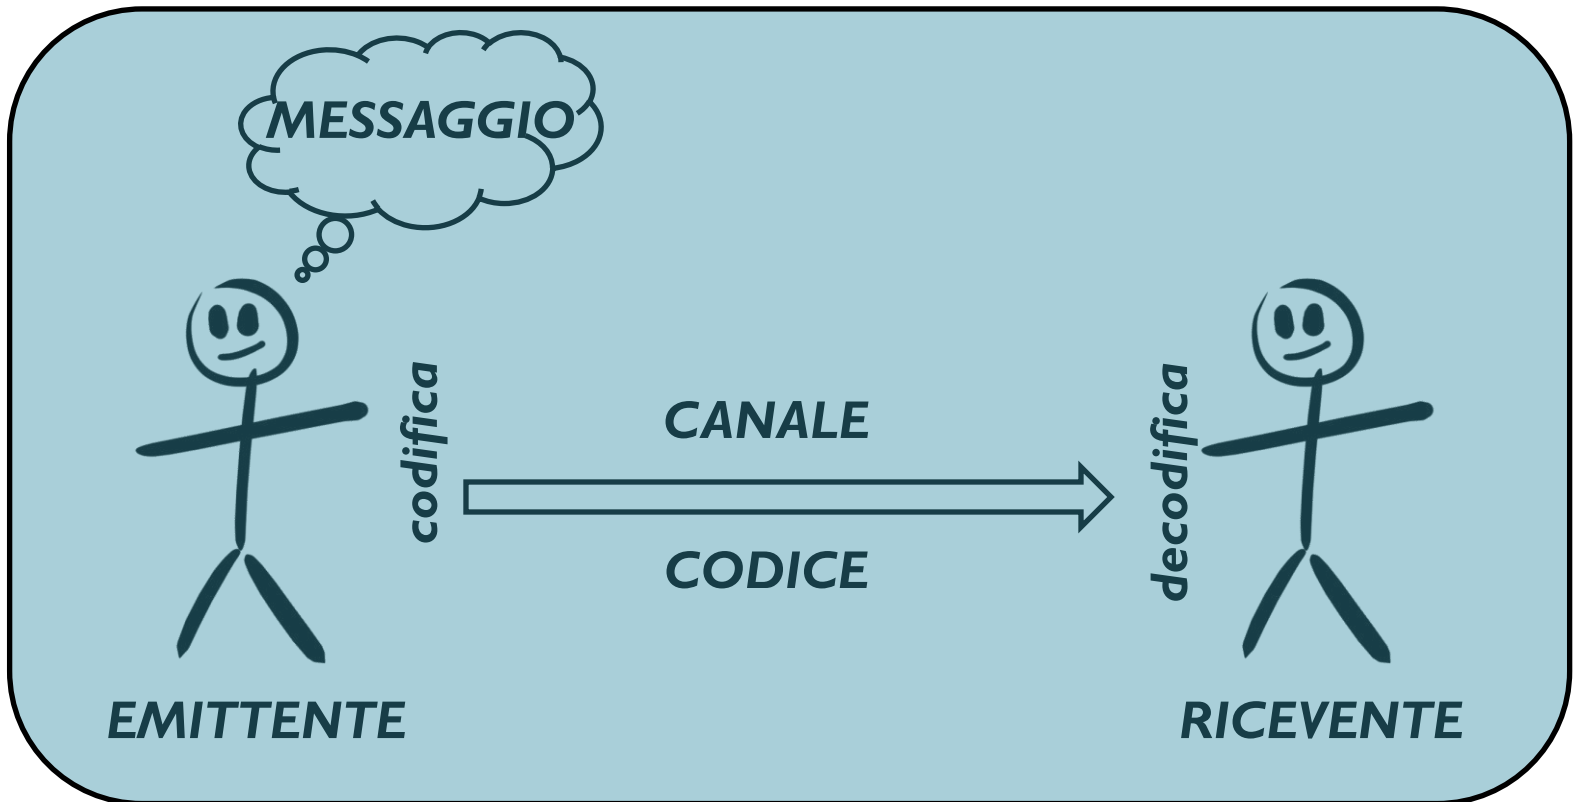 MESSAGGIO
codifica
CANALE
CODICE
decodifica
EMITTENTE
RICEVENTE